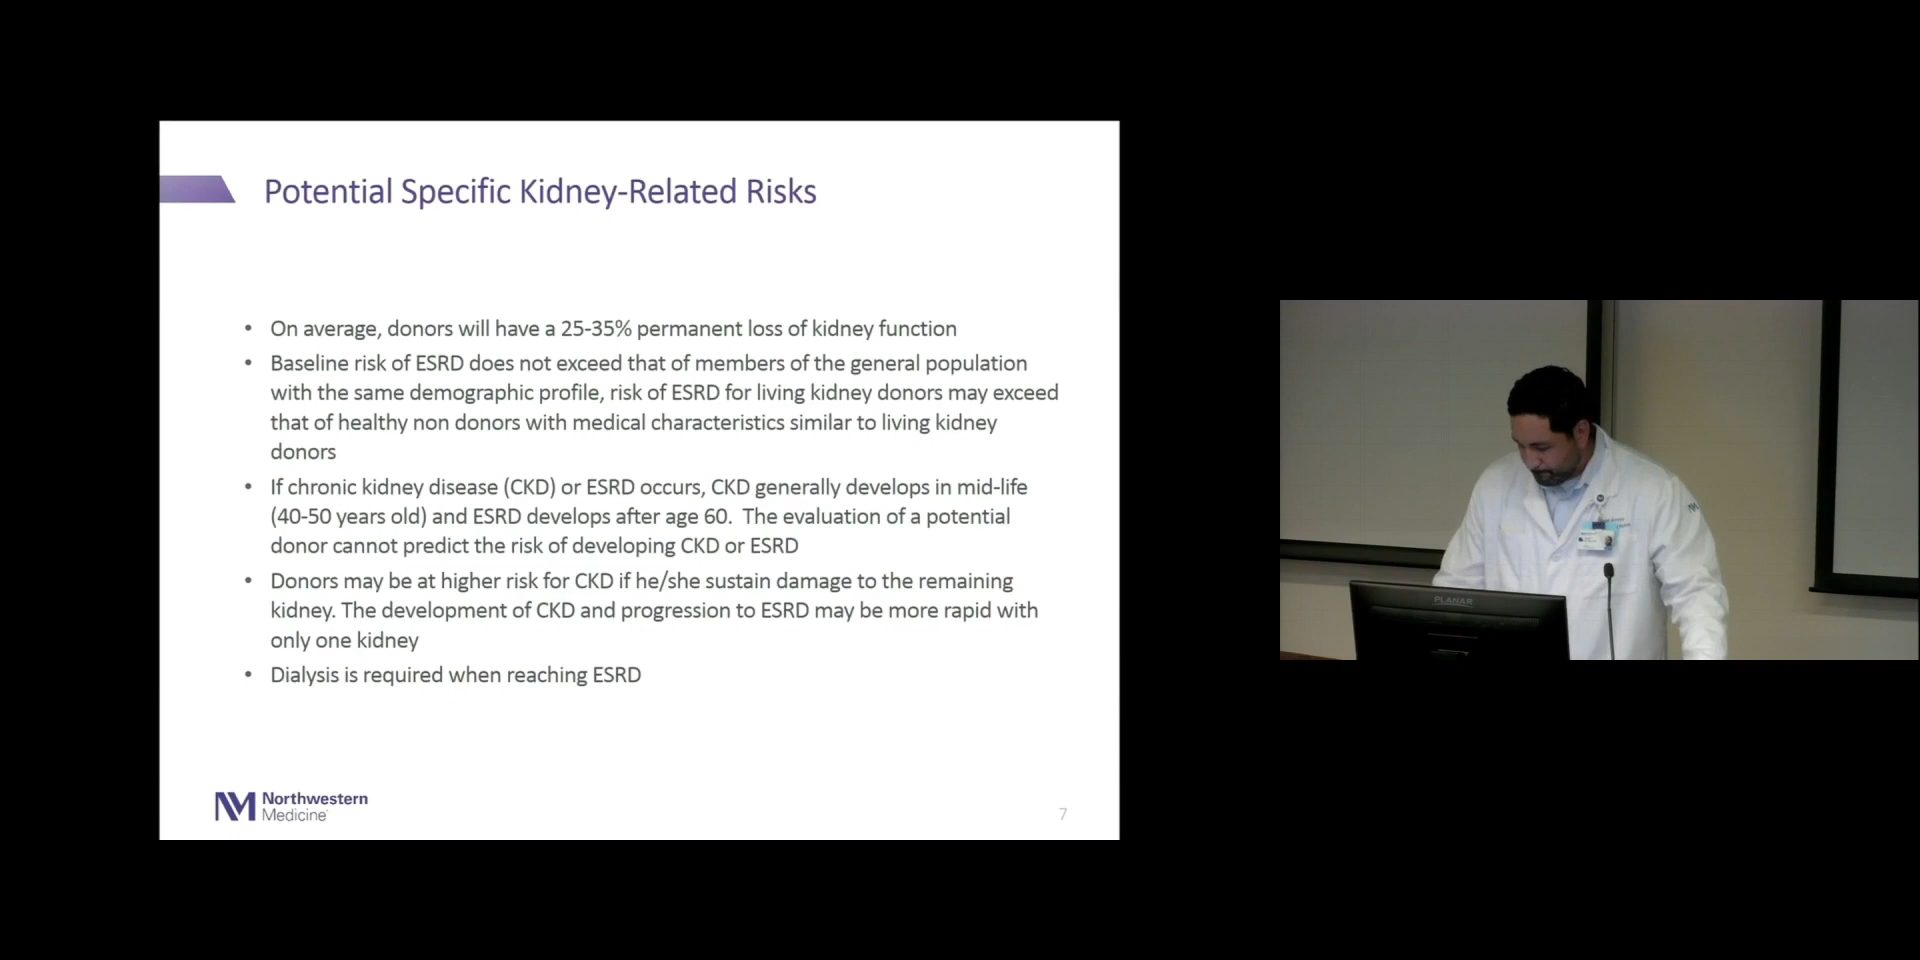 Potential Specific Kidney-Related Risks
• On average, donors will have a 25-35% permanent loss of kidney function
• Baseline risk of ESRD does not exceed that of members of the general population
with the same demographic profile, risk of ESRD for living kidney donors may exceed
that of healthy non donors with medical characteristics similar to living kidney
donors
• If chronic kidney disease (CKD) or ESRD occurs, CKD generally develops in mid-life
(40-50 years old) and ESRD develops after age 60.  The evaluation of a potential
donor cannot predict the risk of developing CKD or ESRD
• Donors may be at higher risk for CKD if he/she sustain damage to the remaining
kidney. The development of CKD and progression to ESRD may be more rapid with
only one kidney
• Dialysis is required when reaching ESRD
NM Northwestern
Medicine
7
PLANAR